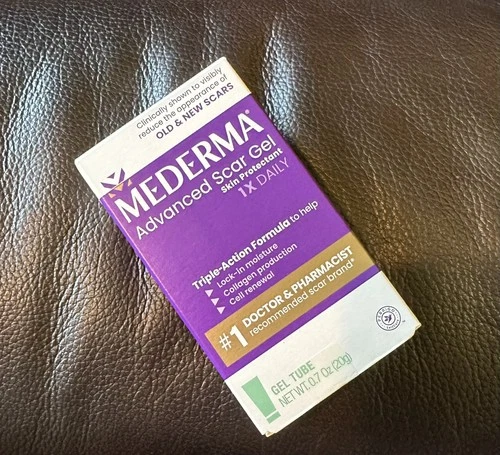 Clinically shown to visibly
reduce the appearance of
OLD & NEW SCARS
MEDERMA®
Advanced Scar Gel
Skin Protectant
1X DAILY
Triple-Action Formula to help
Lock-in moisture
collagen production
Cell renewal
#1 DOCTOR & PHARMACIST
recommended scar brand*
GEL TUBE
NET WT. 0.7 Oz (20g)